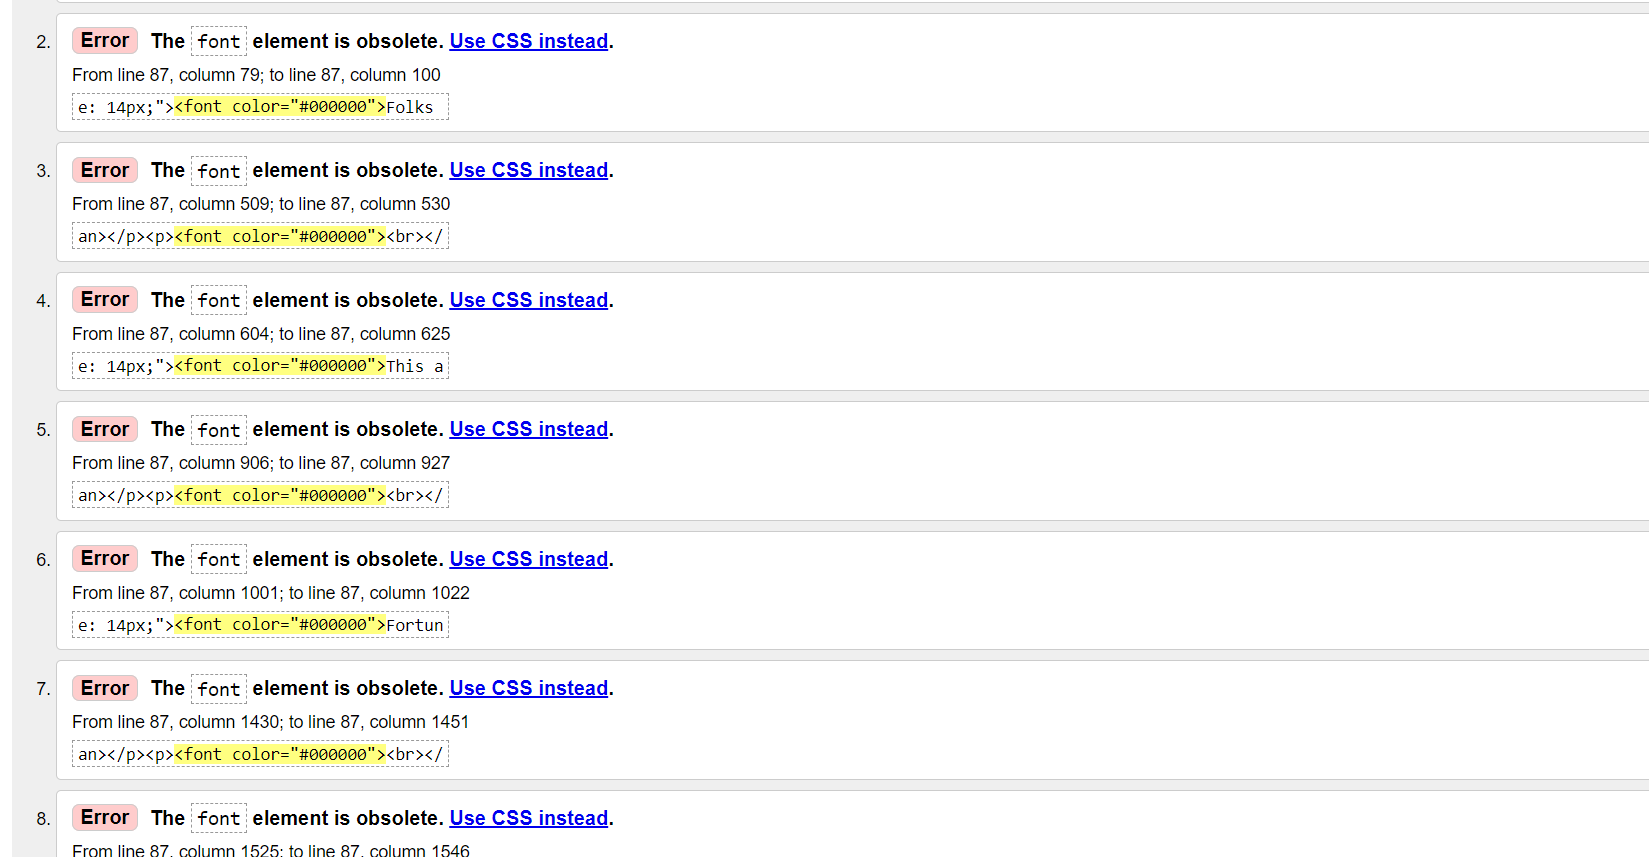 2. Error The font element is obsolete. Use CSS instead.
From line 87, column 79; to line 87, column 100
e: 14px;"><font color="#000000">Folks
3. Error The font element is obsolete. Use CSS instead.
From line 87, column 509; to line 87, column 530
an></p><p><font color="#000000"><br></
4. Error The font element is obsolete. Use CSS instead.
From line 87, column 604; to line 87, column 625
e: 14px;"><font color="#000000">This a
5. Error The font element is obsolete. Use CSS instead.
From line 87, column 906; to line 87, column 927
an></p><p><font color="#000000"><br></
6. Error The font element is obsolete. Use CSS instead.
From line 87, column 1001; to line 87, column 1022
e: 14px;"><font color="#000000">Fortun
7. Error The font element is obsolete. Use CSS instead.
From line 87, column 1430; to line 87, column 1451
an></p><p><font color="#000000"><br></
8. Error The font element is obsolete. Use CSS instead.
From line 87, column 1525; to line 87, column 1546